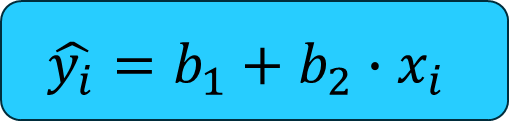 ŷᵢ = b₁ + b₂ · xᵢ